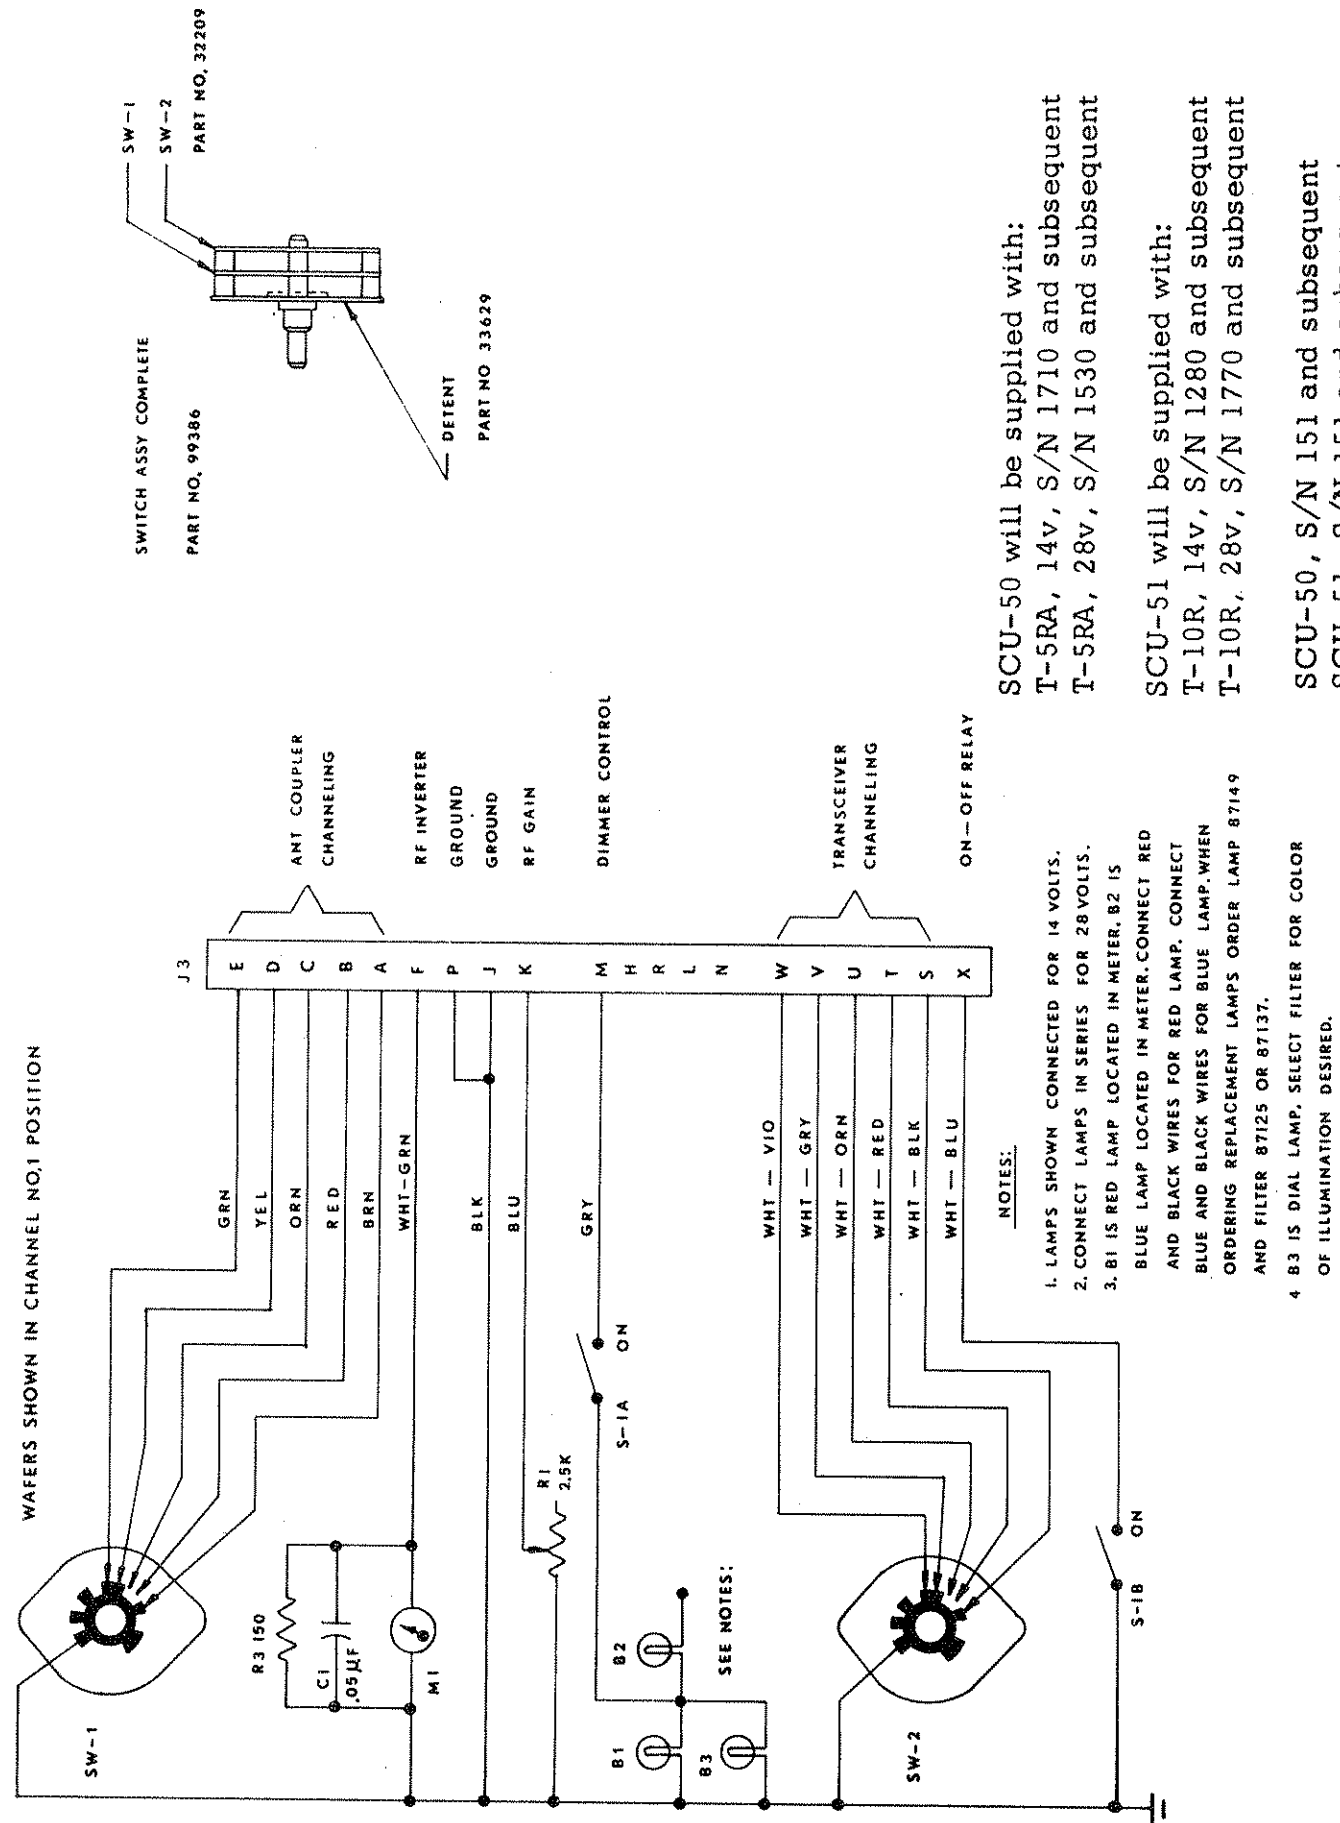 WAFERS SHOWN IN CHANNEL NO,1 POSITION
SW-1
R3 150
C1
.05µF
M1
R1
2.5K
S-1A
ON
B1
B2
B3
SEE NOTES:
SW-2
S-1B
ON
GRN
YEL
ORN
RED
BRN
WHT-GRN
BLK
BLU
GRY
WHT — VIO
WHT — GRY
WHT — ORN
WHT — RED
WHT — BLK
WHT — BLU
J3
E
D
C
B
A
F
P
J
K
M
H
R
L
N
W
V
U
T
S
X
ANT COUPLER
CHANNELING
RF INVERTER
GROUND
GROUND
RF GAIN
DIMMER CONTROL
TRANSCEIVER
CHANNELING
ON—OFF RELAY
SWITCH ASSY COMPLETE
PART NO, 99386
SW-1
SW-2
PART NO, 32209
DETENT
PART NO 33629
NOTES:
1. LAMPS SHOWN CONNECTED FOR 14 VOLTS.
2. CONNECT LAMPS IN SERIES FOR 28 VOLTS.
3. B1 IS RED LAMP LOCATED IN METER. B2 IS
BLUE LAMP LOCATED IN METER. CONNECT RED
AND BLACK WIRES FOR RED LAMP. CONNECT
BLUE AND BLACK WIRES FOR BLUE LAMP. WHEN
ORDERING REPLACEMENT LAMPS ORDER LAMP 87149
AND FILTER 87125 OR 87137.
4 B3 IS DIAL LAMP. SELECT FILTER FOR COLOR
OF ILLUMINATION DESIRED.
SCU-50 will be supplied with:
T-5RA, 14v, S/N 1710 and subsequent
T-5RA, 28v, S/N 1530 and subsequent
SCU-51 will be supplied with:
T-10R, 14v, S/N 1280 and subsequent
T-10R, 28v, S/N 1770 and subsequent
SCU-50, S/N 151 and subsequent